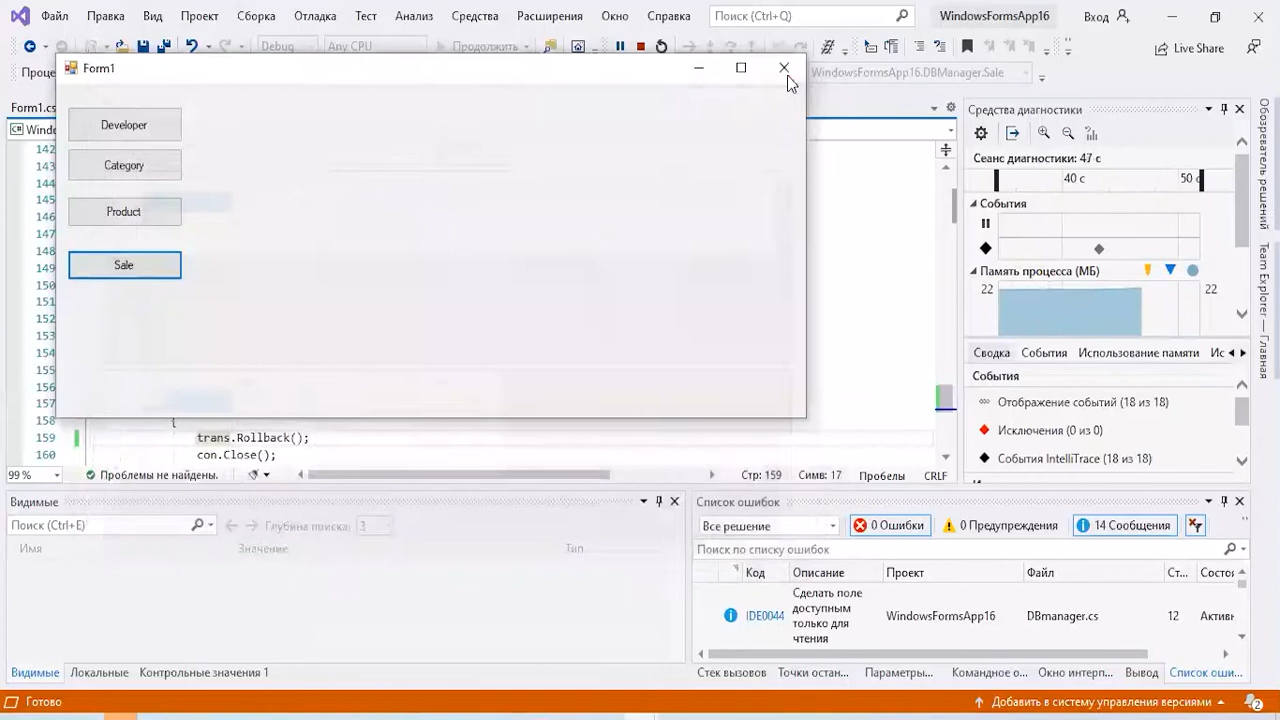 Файл Правка Вид Проект Сборка Отладка Тест Анализ Средства Расширения Окно Справка Поиск (Ctrl+Q) WindowsFormsApp16 Вход
Debug Any CPU Продолжить Live Share
Проце WindowsFormsApp16.DBManager.Sale
Form1
Form1.cs
Windo
Developer
Category
Product
Sale
142
143
144
145
146
147
148
149
150
151
152
153
154
155
156
157
158 {
159 trans.Rollback();
160 con.Close();
99 % Проблемы не найдены. Стр: 159 Симв: 17 Пробелы CRLF
Средства диагностики
Сеанс диагностики: 47 с
40 с 50 с
События
Память процесса (МБ)
22 22
Сводка События Использование памяти Ис
События
Отображение событий (18 из 18)
Исключения (0 из 0)
События IntelliTrace (18 из 18)
Обозреватель решений
Team Explorer — Главная
Видимые
Поиск (Ctrl+E) Глубина поиска: 3
Имя Значение Тип
Видимые Локальные Контрольные значения 1
Список ошибок
Все решение 0 Ошибки 0 Предупреждения 14 Сообщения
Поиск по списку ошибок
Код Описание Проект Файл Ст... Состо
IDE0044 Сделать поле доступным только для чтения WindowsFormsApp16 DBmanager.cs 12 Активн
Стек вызовов Точки остан... Параметры... Командное о... Окно интерп... Вывод Список оши...
Готово Добавить в систему управления версиями 2